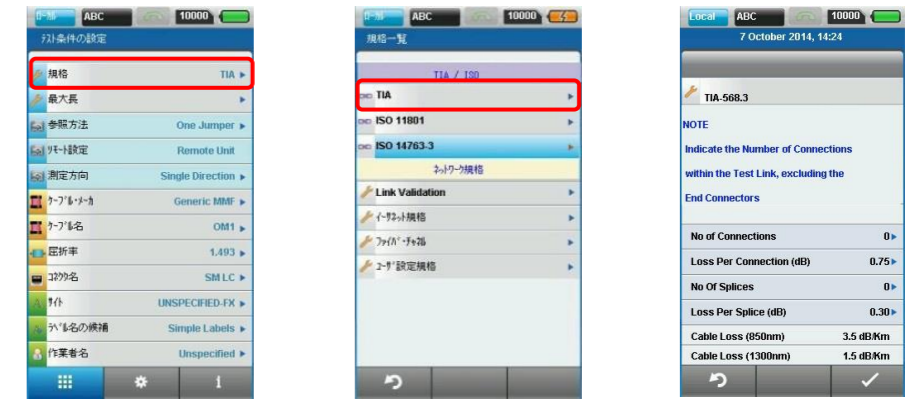 ﾛｰｶﾙ ABC 10000
ﾃｽﾄ条件の設定
規格 TIA
最大長
参照方法 One Jumper
ﾘﾓｰﾄ設定 Remote Unit
測定方向 Single Direction
ｹｰﾌﾞﾙ･ﾒｰｶ Generic MMF
ｹｰﾌﾞﾙ名 OM1
屈折率 1.493
ｺﾈｸﾀ名 SM LC
ｻｲﾄ UNSPECIFIED-FX
ﾗﾍﾞﾙ名の候補 Simple Labels
作業者名 Unspecified
ﾛｰｶﾙ ABC 10000
規格一覧
TIA / ISO
TIA
ISO 11801
ISO 14763-3
ﾈｯﾄﾜｰｸ規格
Link Validation
ｲｰｻﾈｯﾄ規格
ﾌｧｲﾊﾞ･ﾁｬﾈﾙ
ﾕｰｻﾞ設定規格
Local ABC 10000
7 October 2014, 14:24
TIA-568.3
NOTE
Indicate the Number of Connections
within the Test Link, excluding the
End Connectors
No of Connections 0
Loss Per Connection (dB) 0.75
No Of Splices 0
Loss Per Splice (dB) 0.30
Cable Loss (850nm) 3.5 dB/Km
Cable Loss (1300nm) 1.5 dB/Km